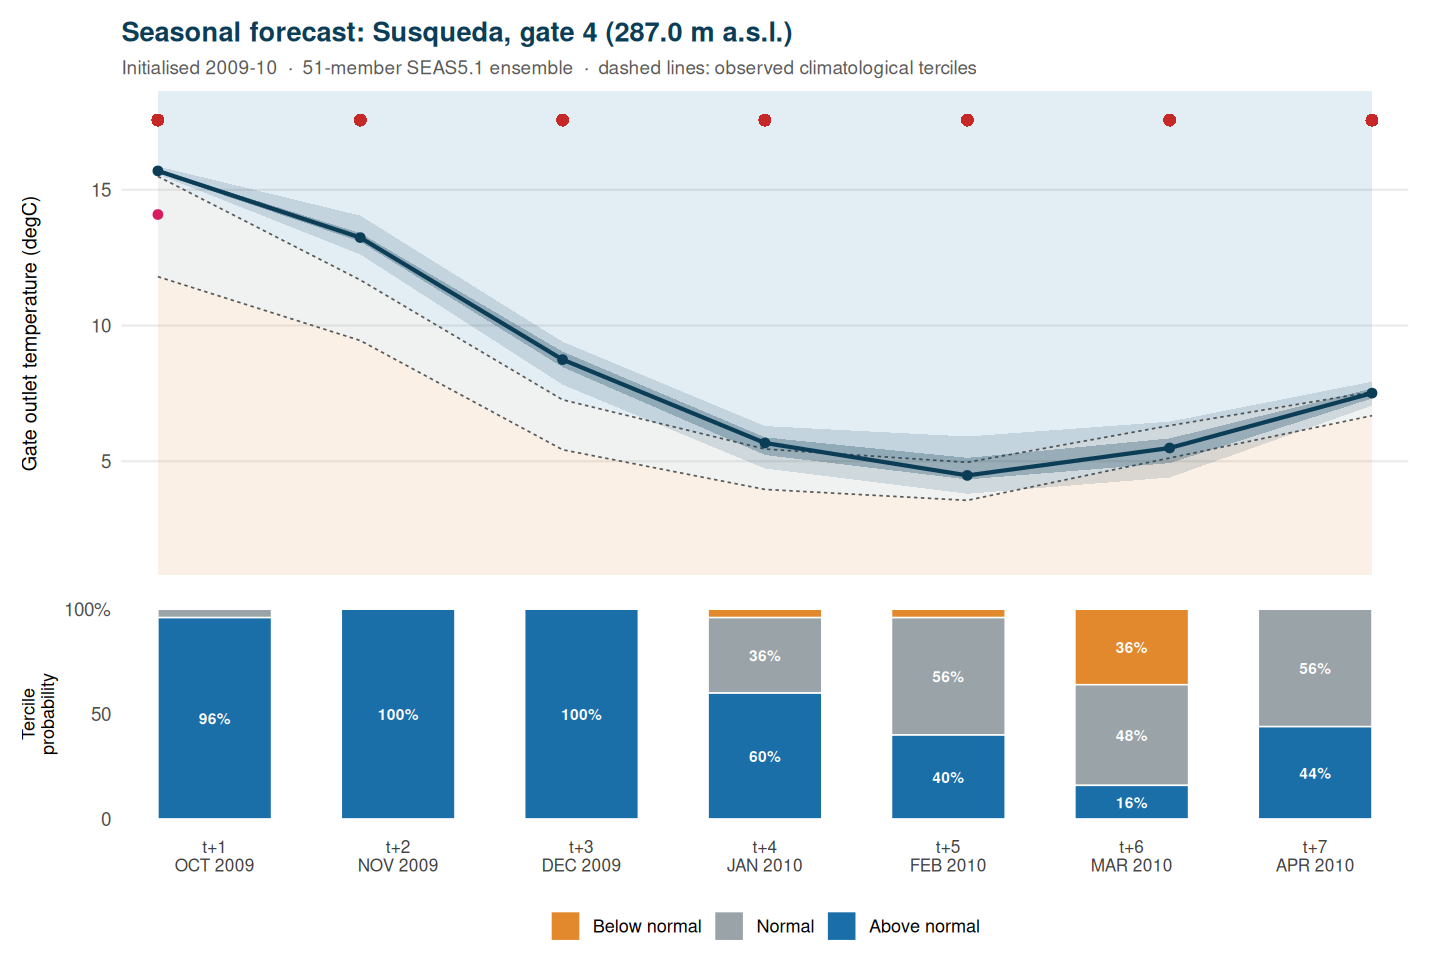 Seasonal forecast: Susqueda, gate 4 (287.0 m a.s.l.)
Initialised 2009-10 · 51-member SEAS5.1 ensemble · dashed lines: observed climatological terciles
Gate outlet temperature (degC)
15
10
5
Tercile
probability
100%
50
0
96%
100%
100%
36%
60%
56%
40%
36%
48%
16%
56%
44%
t+1
OCT 2009
t+2
NOV 2009
t+3
DEC 2009
t+4
JAN 2010
t+5
FEB 2010
t+6
MAR 2010
t+7
APR 2010
Below normal
Normal
Above normal